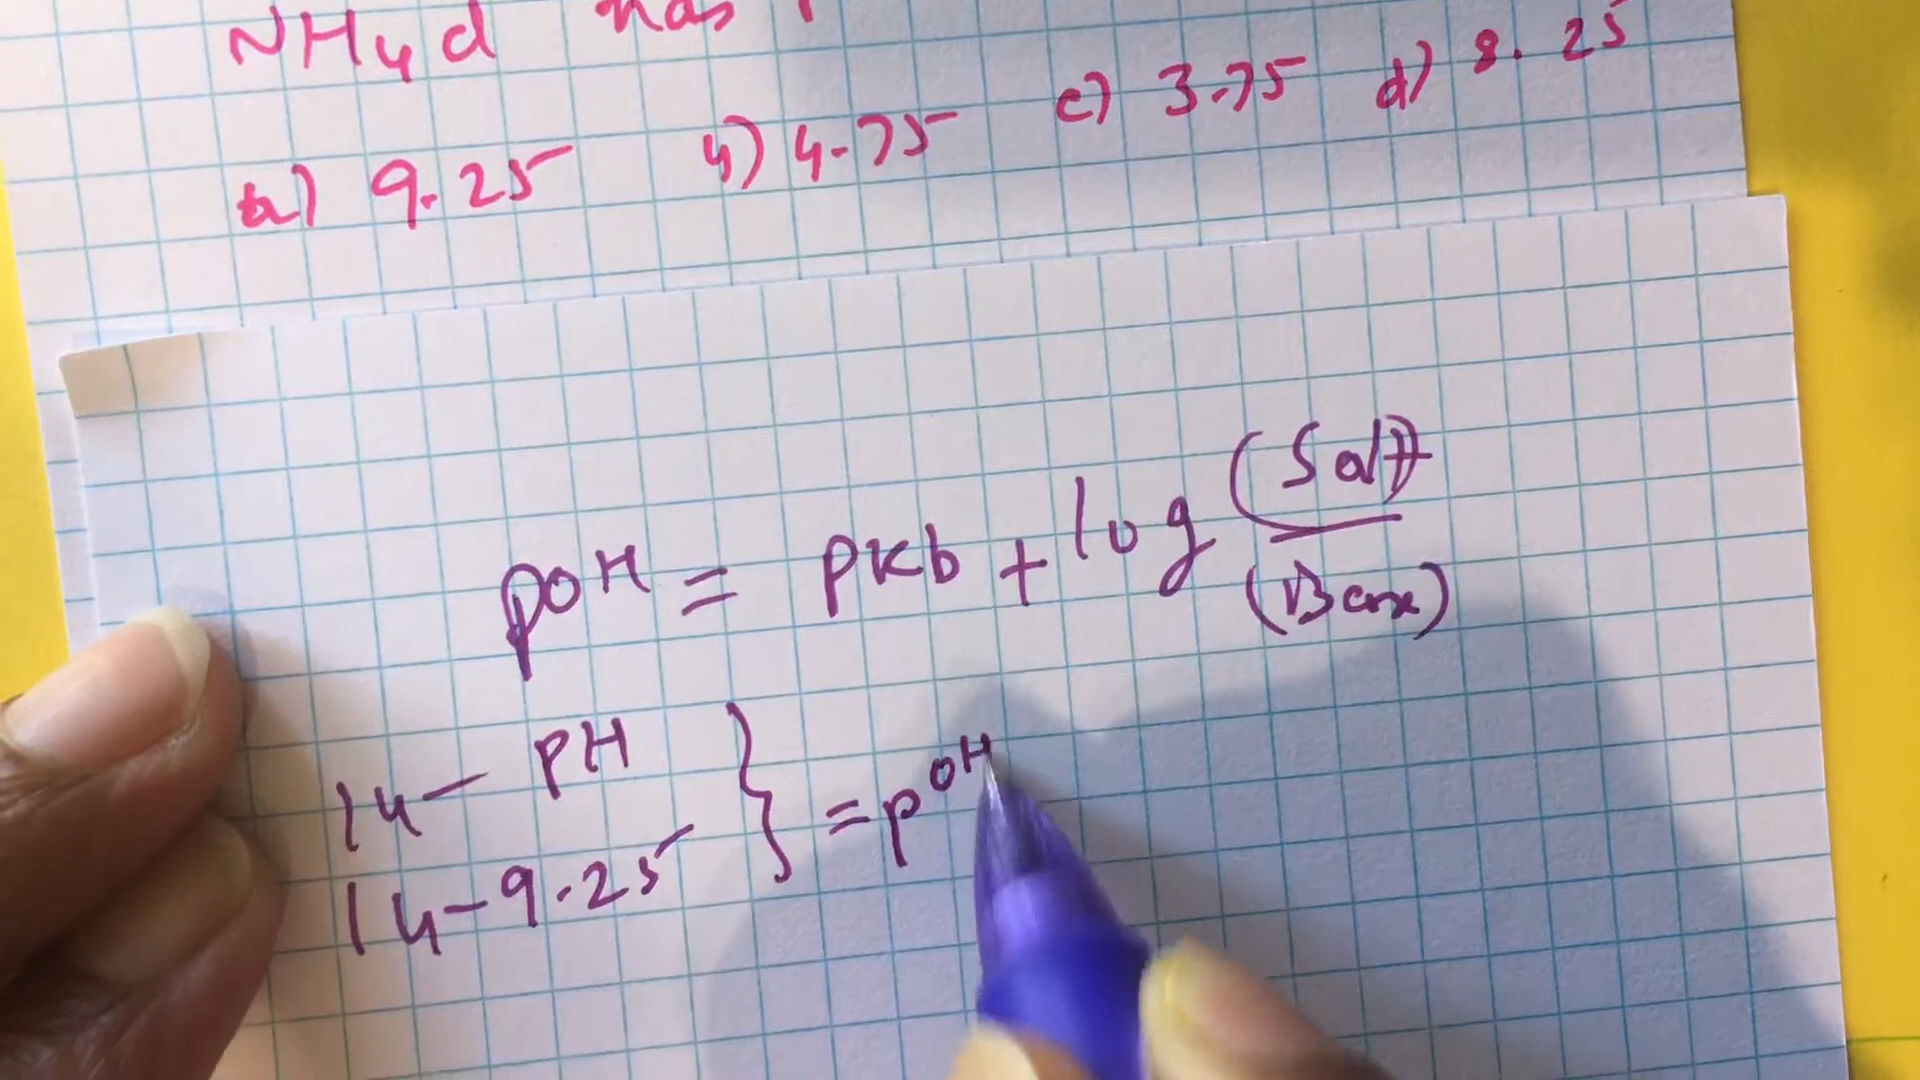 NH4Cl has
a) 9.25 b) 4.75 c) 3.75 d) 8.25
pOH = pKb + log (Salt) / (Base)
14 - PH
14 - 9.25 } = pOH